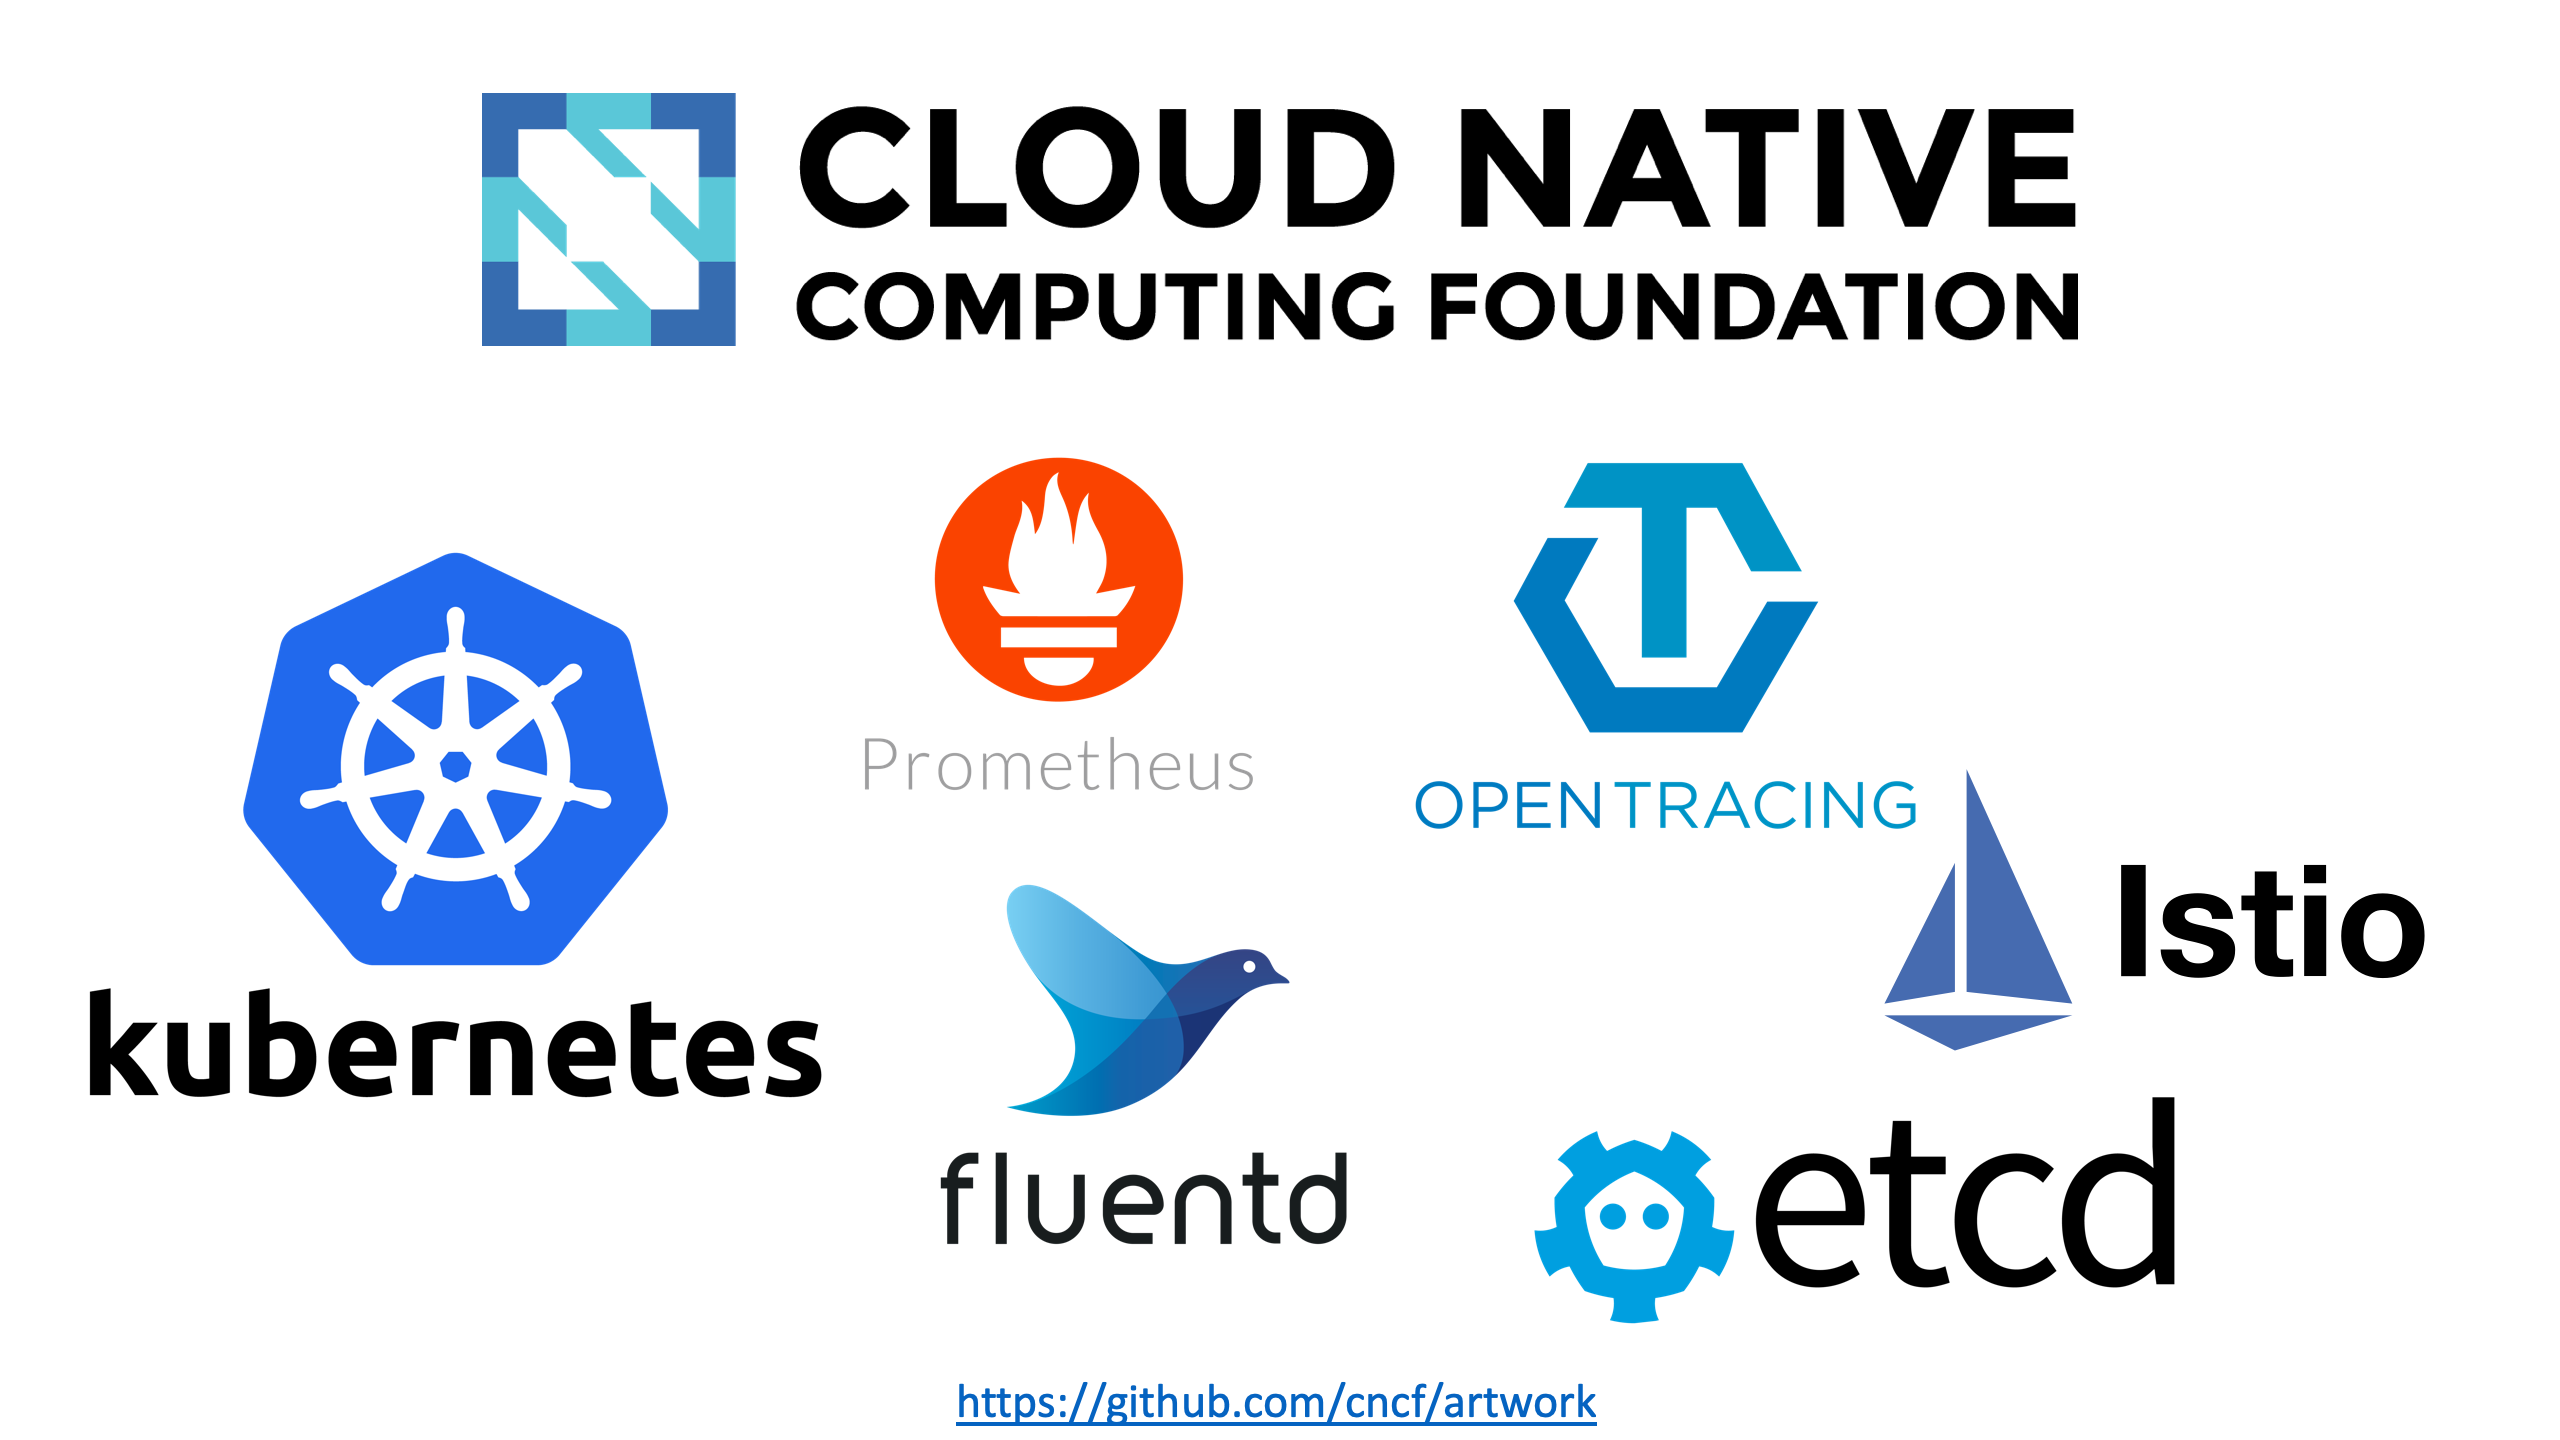 CLOUD NATIVE
COMPUTING FOUNDATION
Prometheus
OPENTRACING
Istio
kubernetes
fluentd
etcd
https://github.com/cncf/artwork